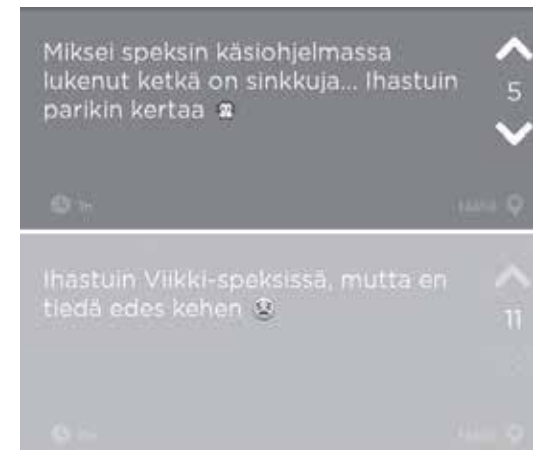 Miksei speksin käsiohjelmassa
lukenut ketkä on sinkkuja... Ihastuin
parikin kertaa
5
Ihastuin Viikki-speksissä, mutta en
tiedä edes kehen
11